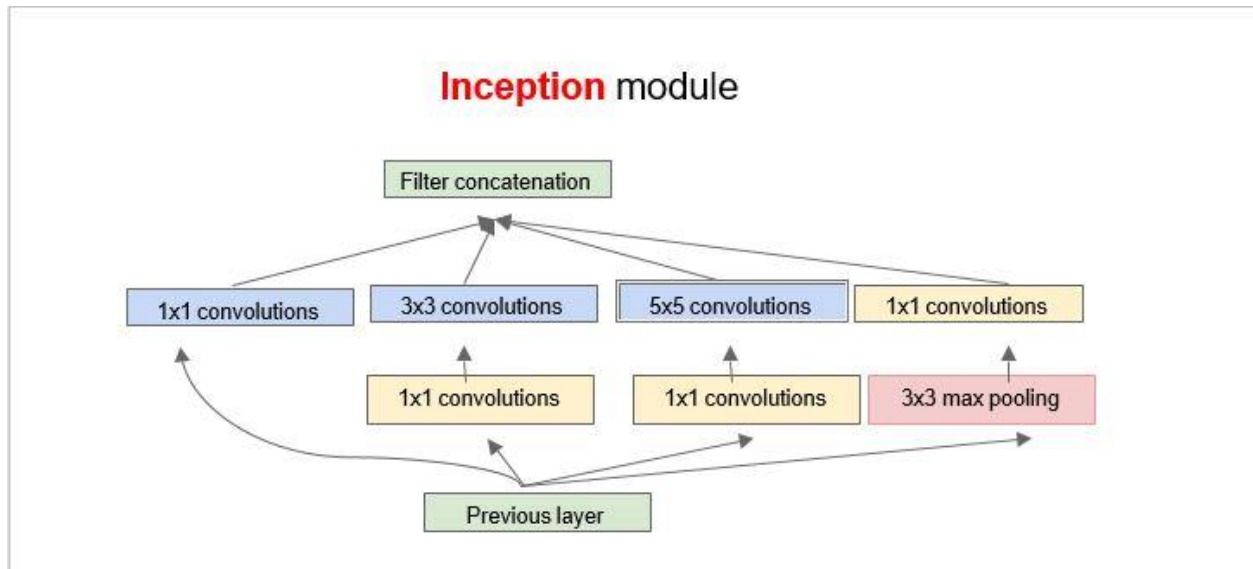 Inception module
Filter concatenation
1x1 convolutions
3x3 convolutions
5x5 convolutions
1x1 convolutions
1x1 convolutions
1x1 convolutions
3x3 max pooling
Previous layer